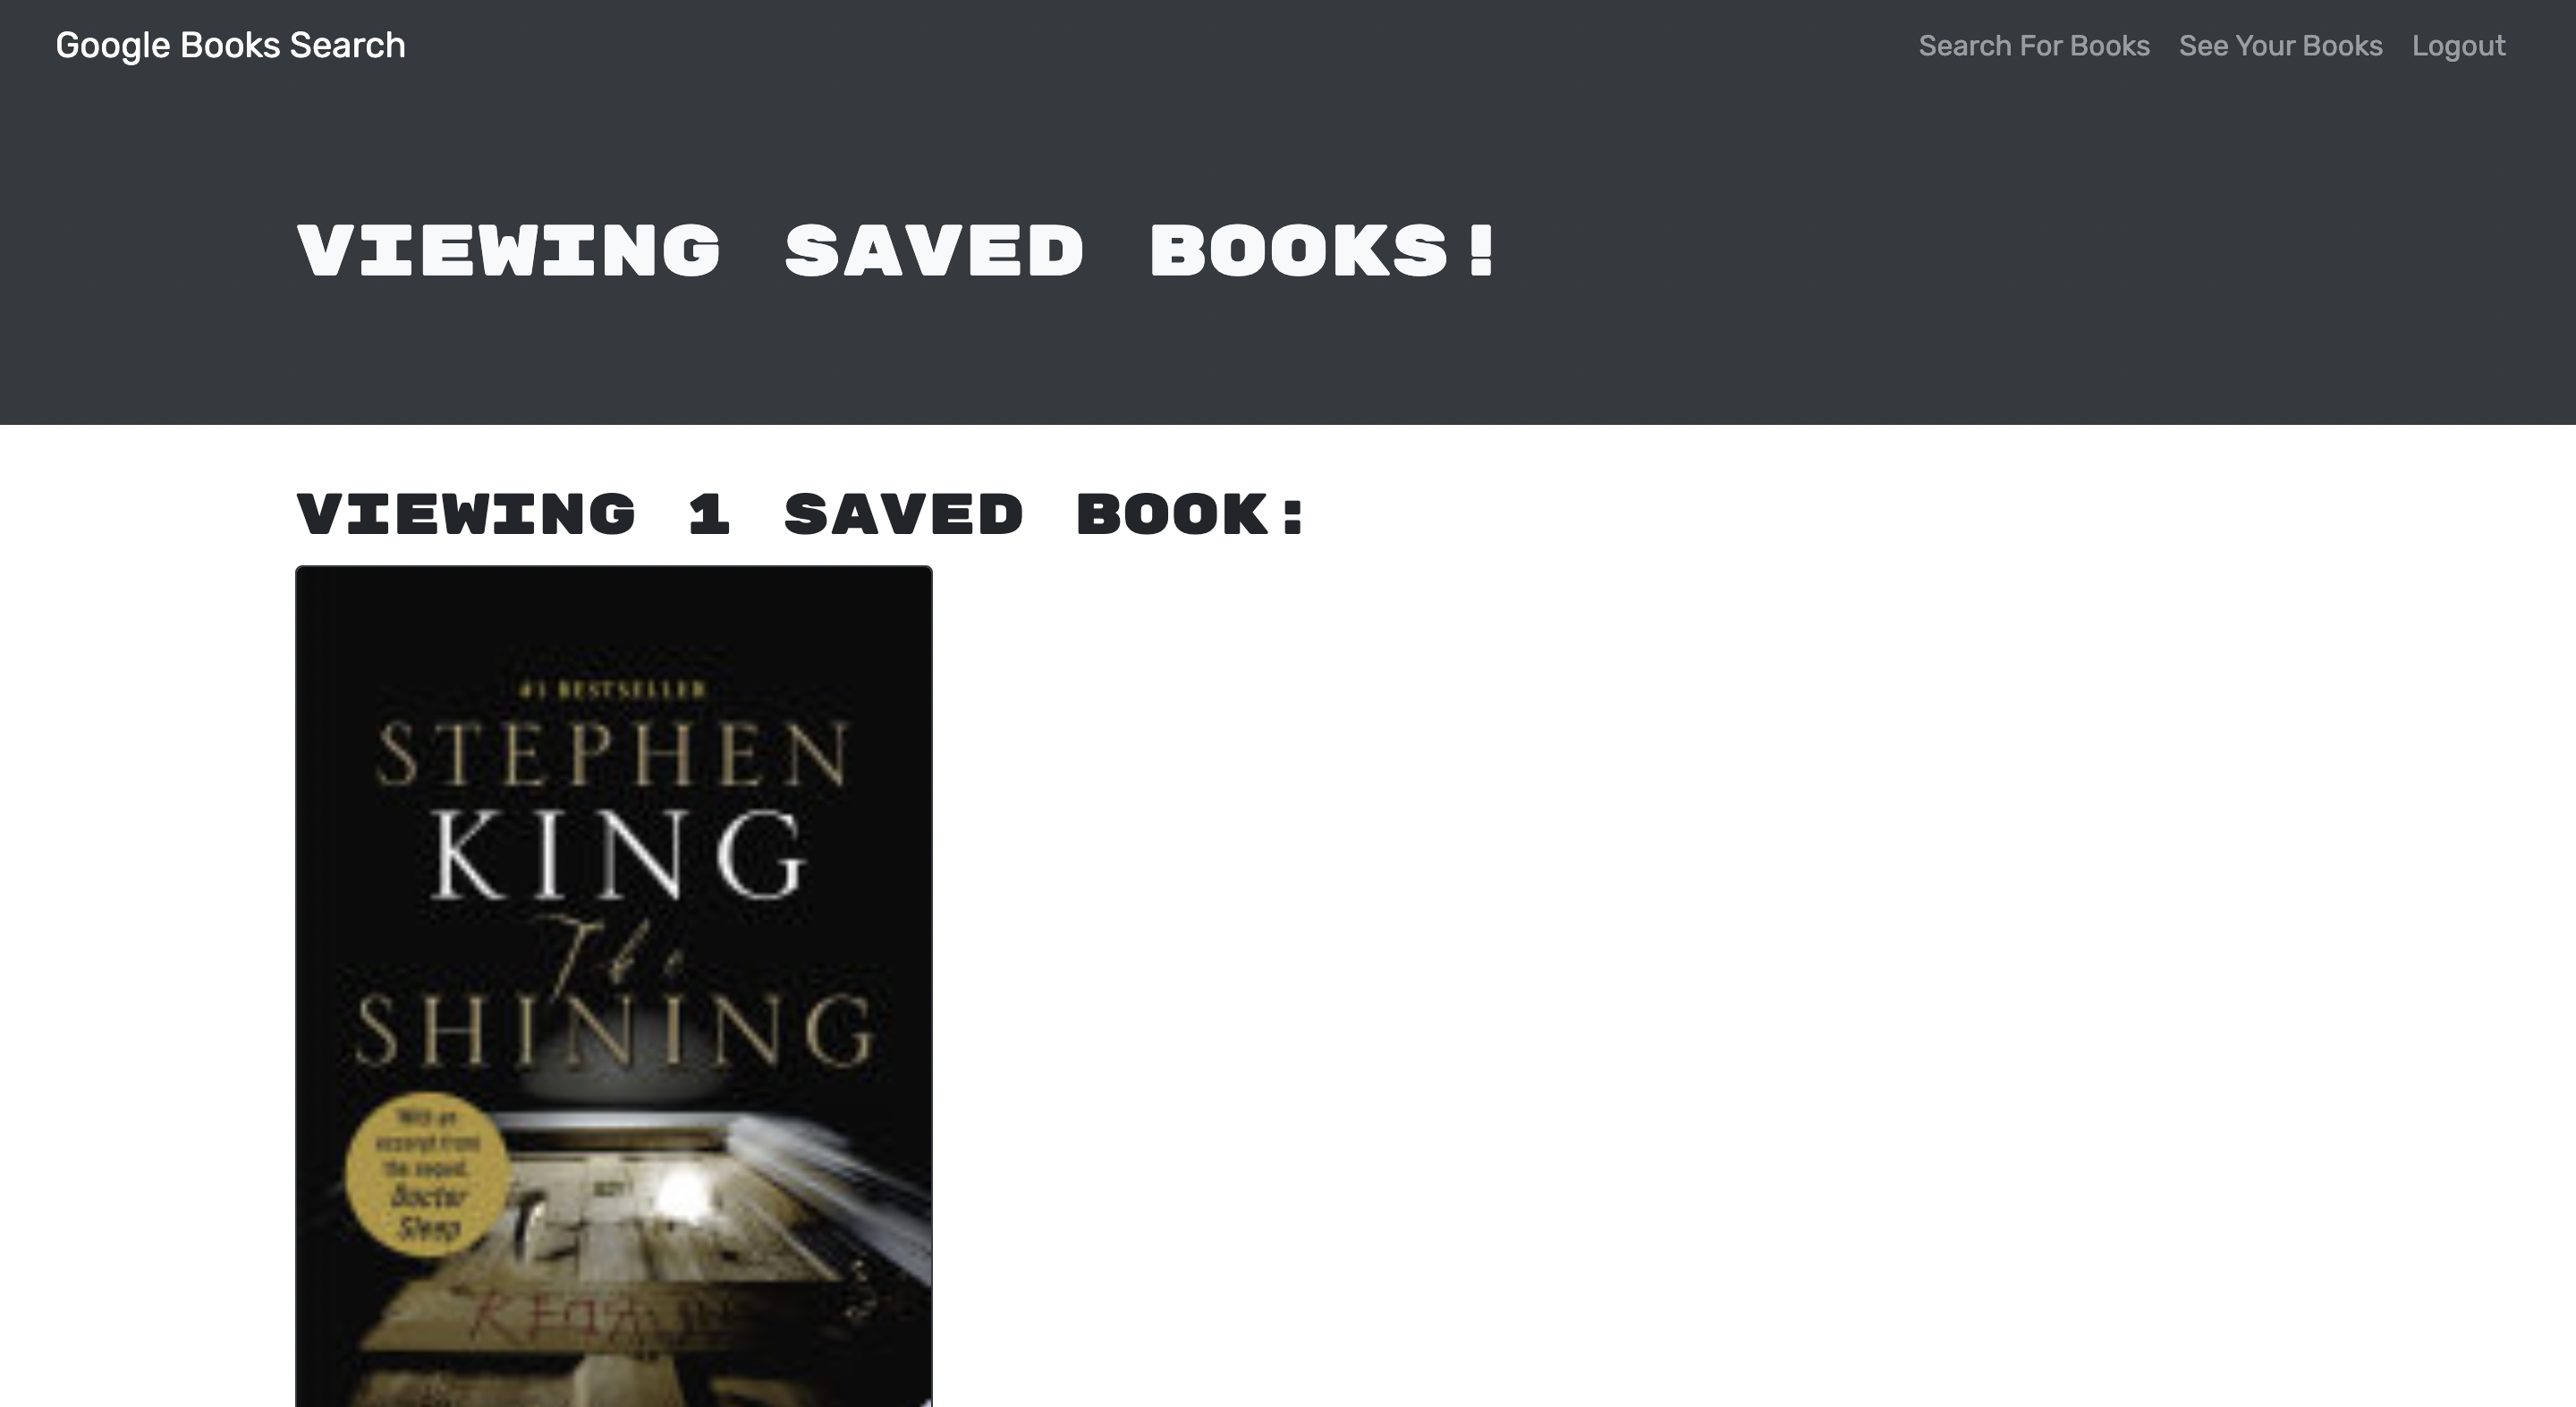 Google Books Search
Search For Books See Your Books Logout
VIEWING SAVED BOOKS!
VIEWING 1 SAVED BOOK:
#1 BESTSELLER
STEPHEN
KING
The
SHINING
With an
excerpt from
the sequel,
Doctor
Sleep